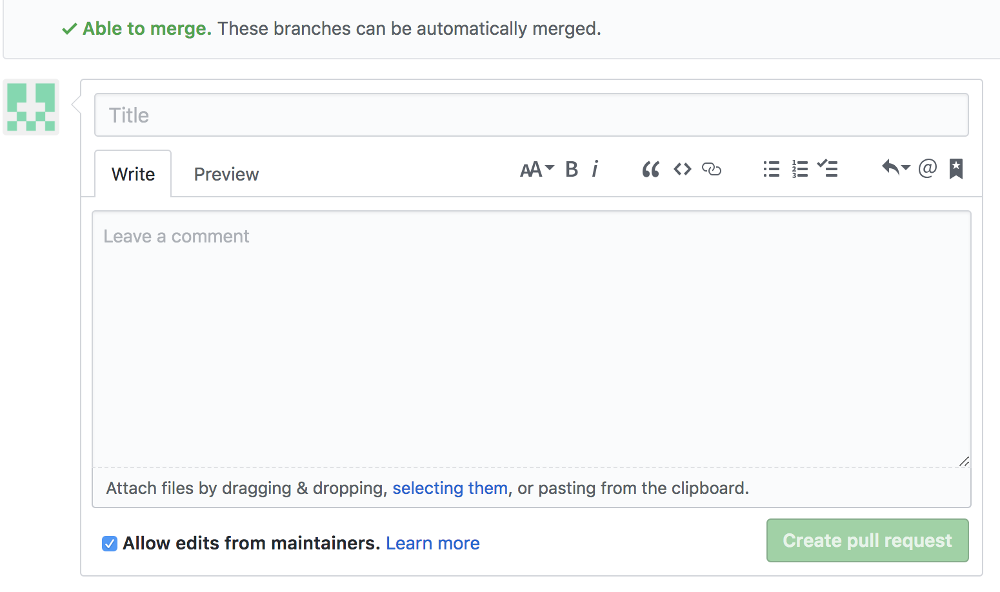 Able to merge. These branches can be automatically merged.
Title
Write Preview AA B i @
Leave a comment
Attach files by dragging & dropping, selecting them, or pasting from the clipboard.
Allow edits from maintainers. Learn more
Create pull request